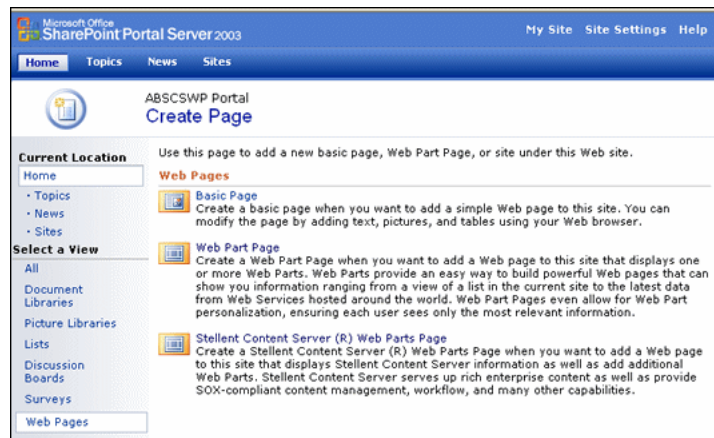 Microsoft Office
SharePoint Portal Server 2003
My Site Site Settings Help
Home Topics News Sites
ABSCSWP Portal
Create Page
Current Location
Home
· Topics
· News
· Sites
Select a View
All
Document
Libraries
Picture Libraries
Lists
Discussion
Boards
Surveys
Web Pages
Use this page to add a new basic page, Web Part Page, or site under this Web site.
Web Pages
Basic Page
Create a basic page when you want to add a simple Web page to this site. You can
modify the page by adding text, pictures, and tables using your Web browser.
Web Part Page
Create a Web Part Page when you want to add a Web page to this site that displays one
or more Web Parts. Web Parts provide an easy way to build powerful Web pages that can
show you information ranging from a view of a list in the current site to the latest data
from Web Services hosted around the world. Web Part Pages even allow for Web Part
personalization, ensuring each user sees only the most relevant information.
Stellent Content Server (R) Web Parts Page
Create a Stellent Content Server (R) Web Parts Page when you want to add a Web page
to this site that displays Stellent Content Server information as well as add additional
Web Parts. Stellent Content Server serves up rich enterprise content as well as provide
SOX-compliant content management, workflow, and many other capabilities.